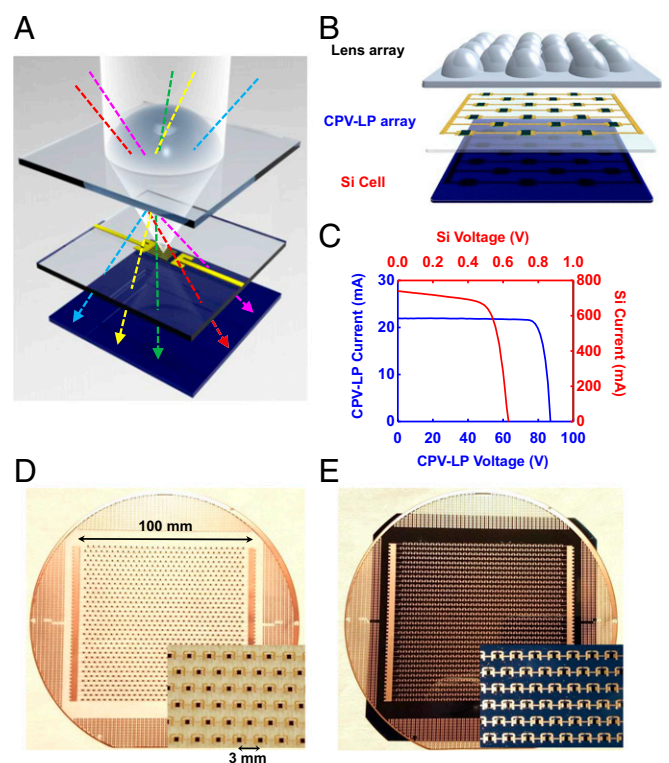 A
B
Lens array
CPV-LP array
Si Cell
C
Si Voltage (V)
0.0 0.2 0.4 0.6 0.8 1.0
CPV-LP Current (mA)
30
20
10
0
800
600
400
200
0
Si Current (mA)
0 20 40 60 80 100
CPV-LP Voltage (V)
D
E
100 mm
3 mm